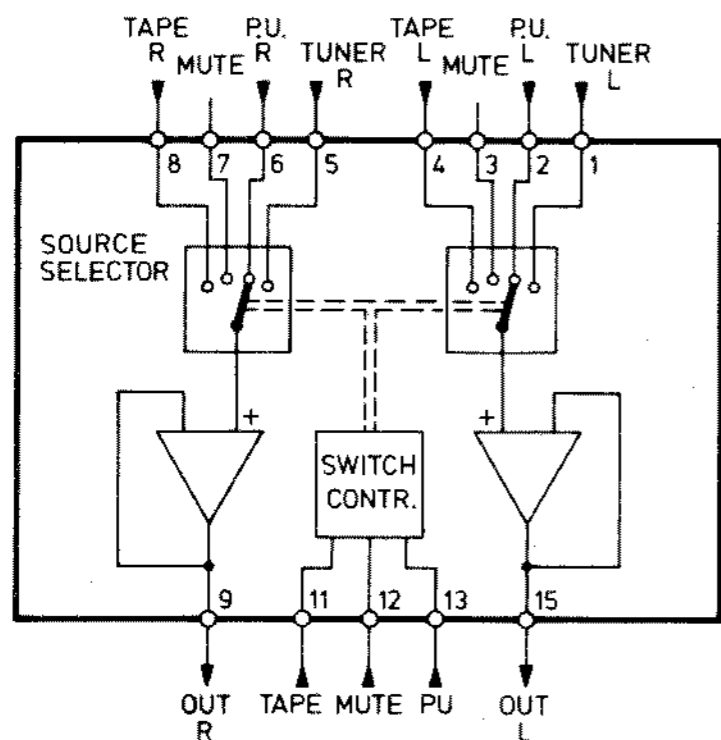 TAPE R
MUTE
P.U. R
TUNER R
TAPE L
MUTE
P.U. L
TUNER L
8 7 6 5 4 3 2 1
SOURCE
SELECTOR
+ +
SWITCH
CONTR.
9 11 12 13 15
OUT R
TAPE
MUTE
PU
OUT L